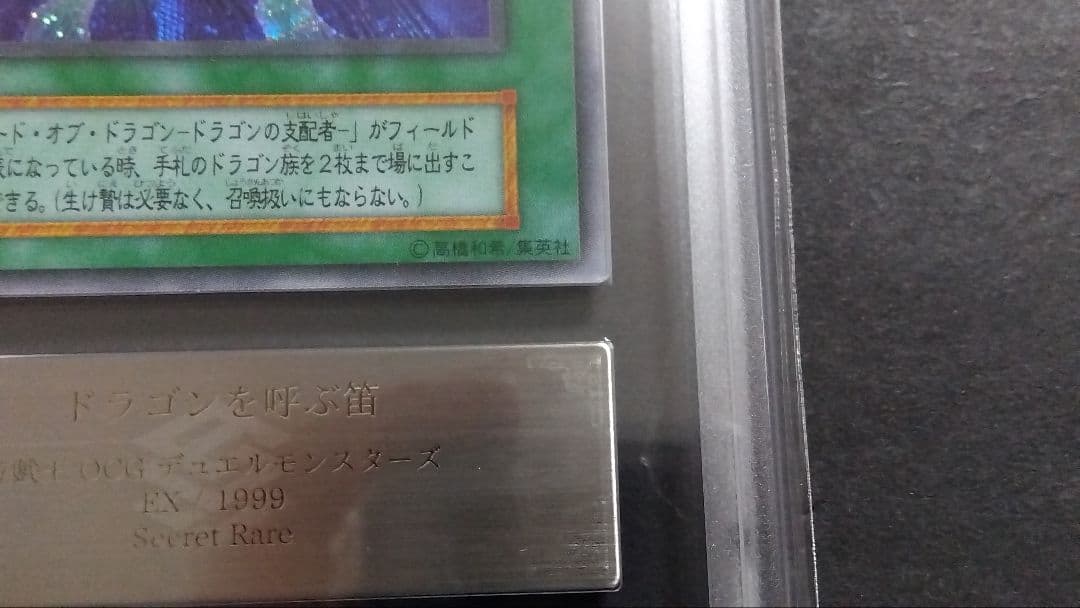 ード・オブ・ドラゴン-ドラゴンの支配者-」がフィールド
になっている時、手札のドラゴン族を2枚まで場に出すこ
きる。(生け贄は必要なく、召喚扱いにもならない。)
©高橋和希/集英社
ドラゴンを呼ぶ笛
戯王OCG デュエルモンスターズ
EX / 1999
Secret Rare